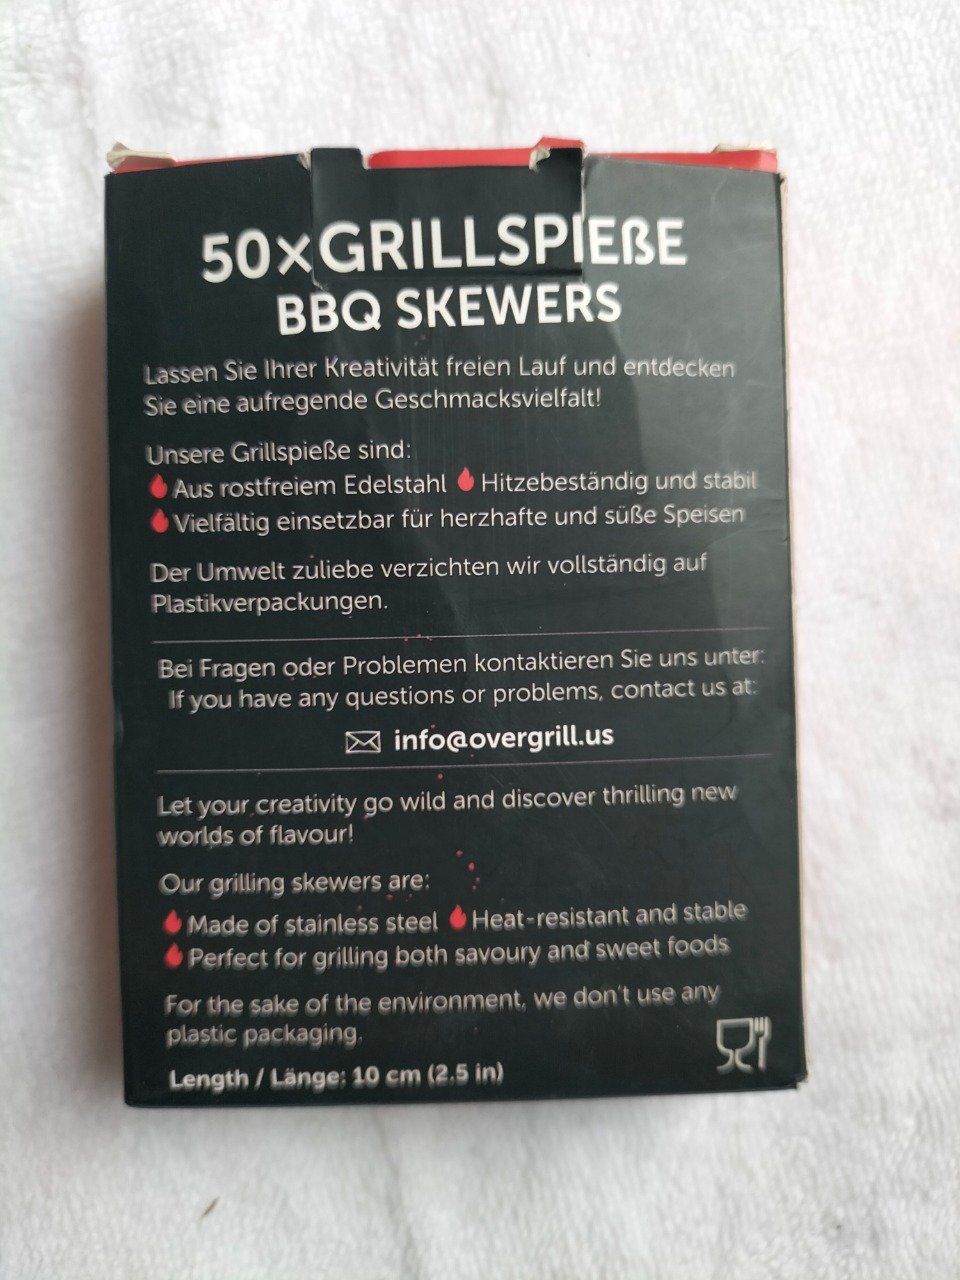 50×GRILLSPIEßE
BBQ SKEWERS
Lassen Sie Ihrer Kreativität freien Lauf und entdecken
Sie eine aufregende Geschmacksvielfalt!
Unsere Grillspieße sind:
Aus rostfreiem Edelstahl Hitzebeständig und stabil
Vielfältig einsetzbar für herzhafte und süße Speisen
Der Umwelt zuliebe verzichten wir vollständig auf
Plastikverpackungen.
Bei Fragen oder Problemen kontaktieren Sie uns unter:
If you have any questions or problems, contact us at:
info@overgrill.us
Let your creativity go wild and discover thrilling new
worlds of flavour!
Our grilling skewers are:
Made of stainless steel Heat-resistant and stable
Perfect for grilling both savoury and sweet foods
For the sake of the environment, we don't use any
plastic packaging.
Length / Länge: 10 cm (2.5 in)